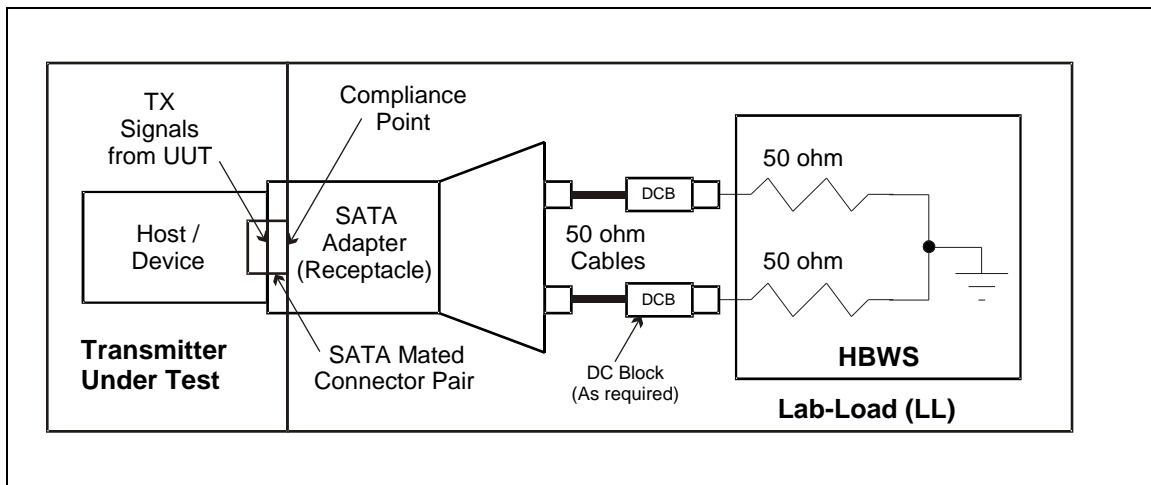 TX
Signals
from UUT
Compliance
Point
Host /
Device
SATA
Adapter
(Receptacle)
50 ohm
Cables
DCB
DCB
50 ohm
50 ohm
HBWS
Transmitter
Under Test
SATA Mated
Connector Pair
DC Block
(As required)
Lab-Load (LL)